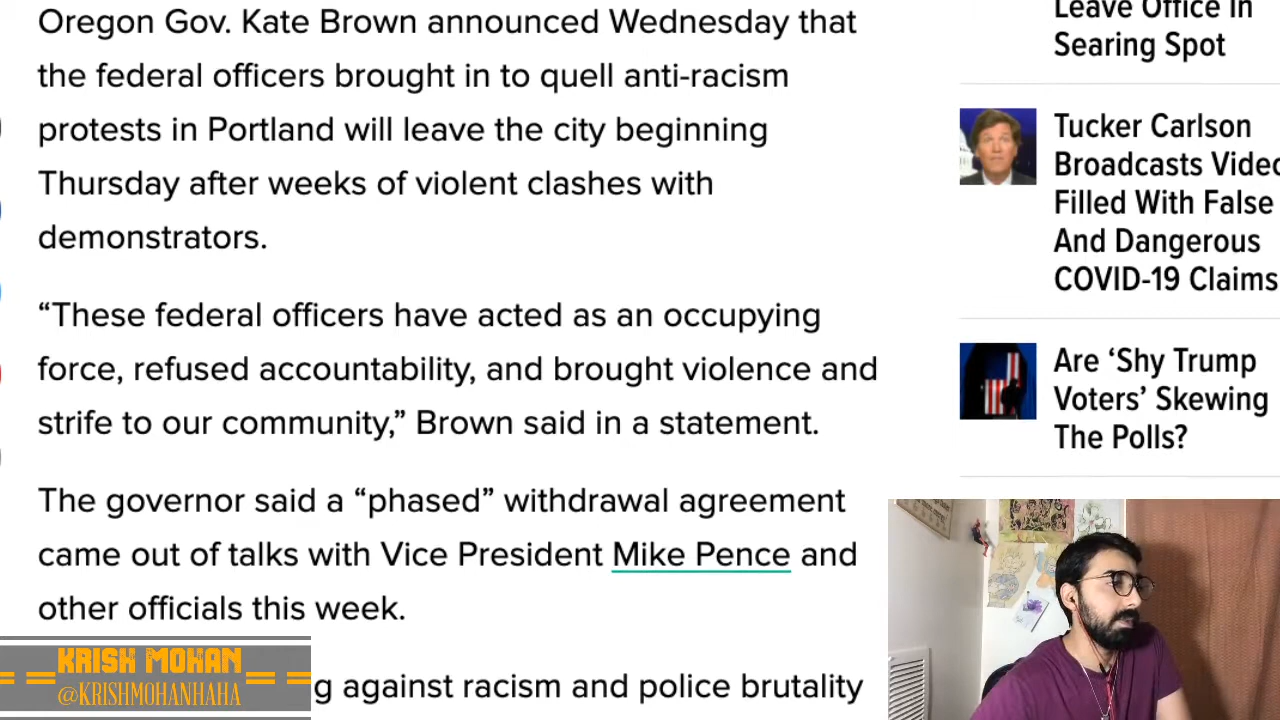 Oregon Gov. Kate Brown announced Wednesday that
the federal officers brought in to quell anti-racism
protests in Portland will leave the city beginning
Thursday after weeks of violent clashes with
demonstrators.
“These federal officers have acted as an occupying
force, refused accountability, and brought violence and
strife to our community,” Brown said in a statement.
The governor said a “phased” withdrawal agreement
came out of talks with Vice President Mike Pence and
other officials this week.
g against racism and police brutality
Leave Office In
Searing Spot
Tucker Carlson
Broadcasts Video
Filled With False
And Dangerous
COVID-19 Claims
Are ‘Shy Trump
Voters’ Skewing
The Polls?
KRISH MOHAN
@KRISHMOHANHAHA